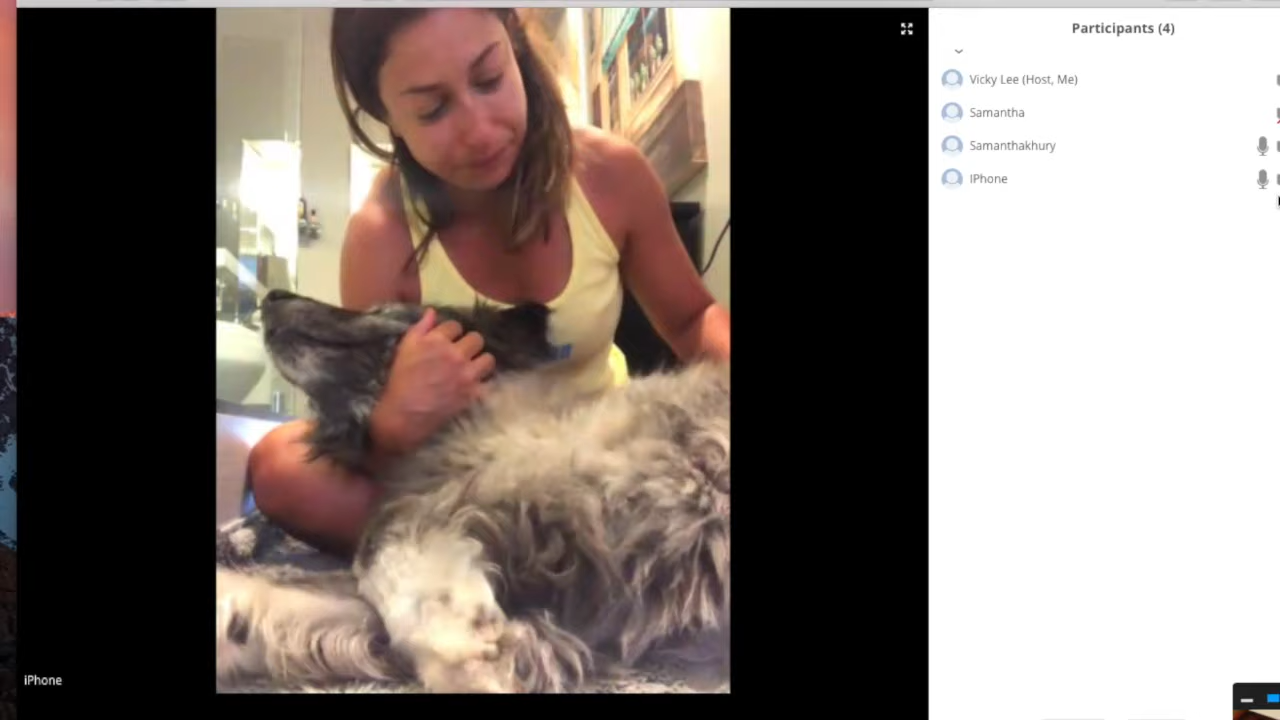 Participants (4)
Vicky Lee (Host, Me)
Samantha
Samanthakhury
IPhone
iPhone